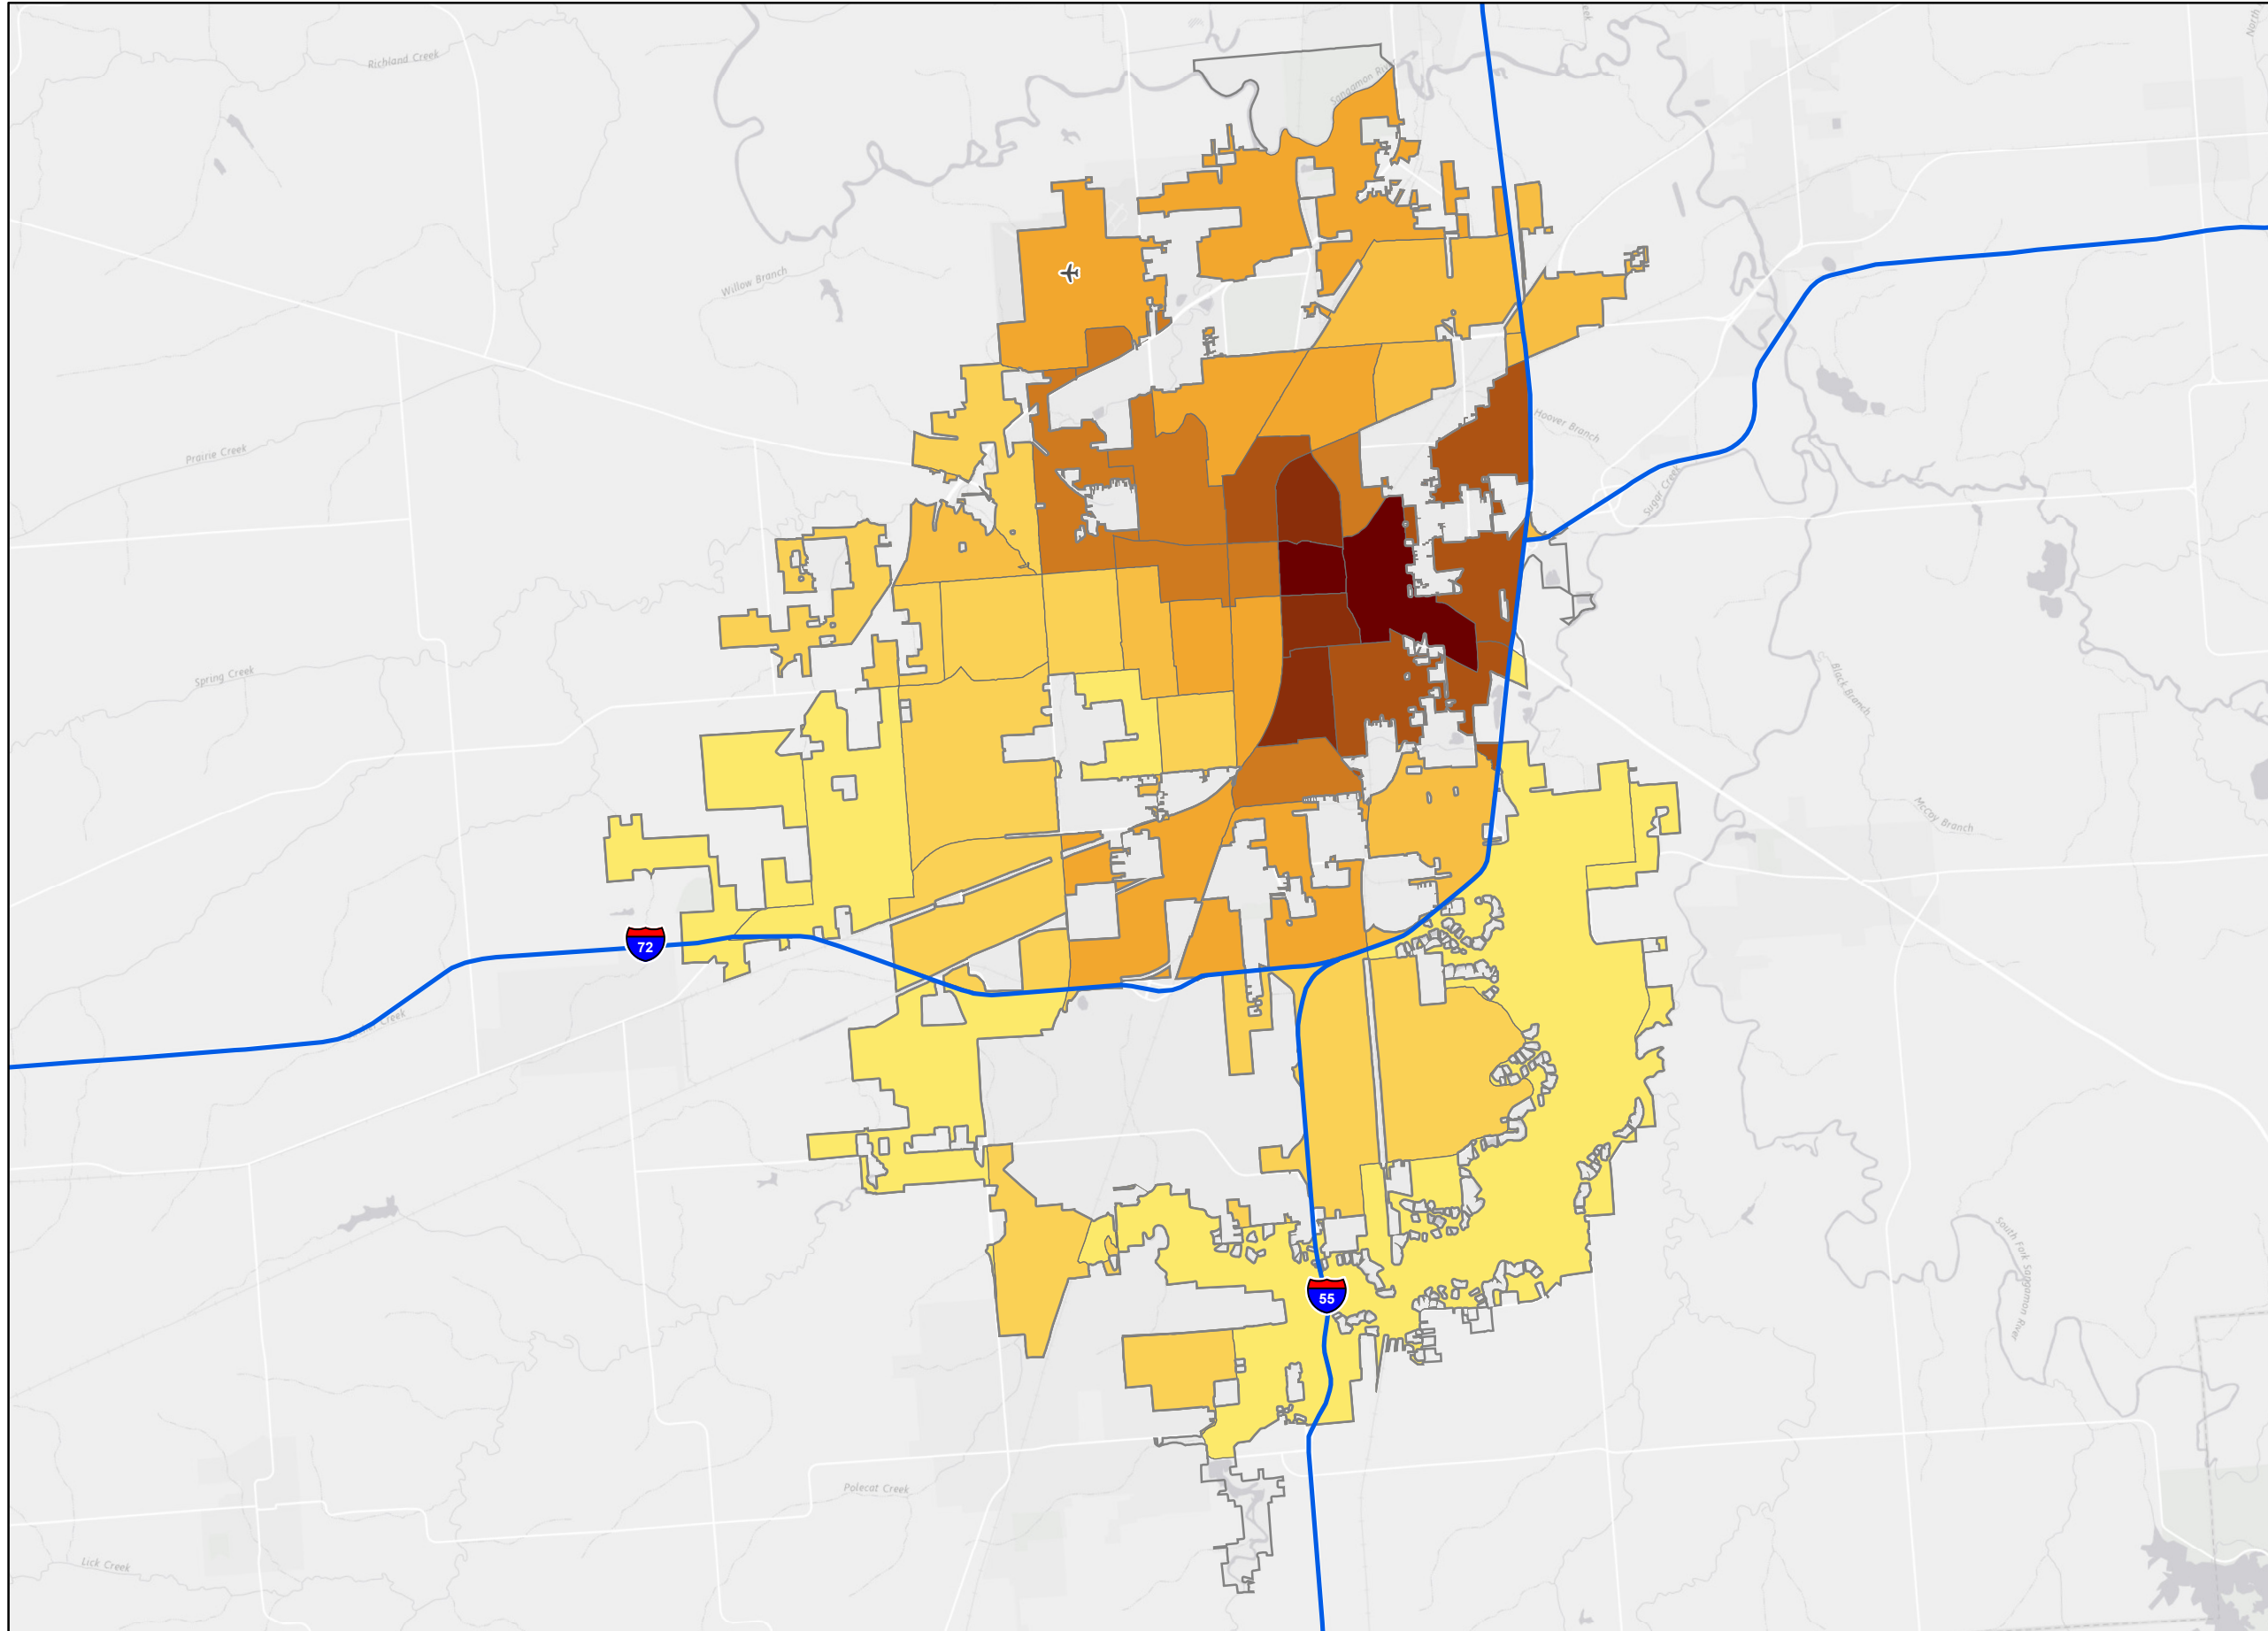 Richland Creek
Sangamon River
Willow Branch
Hoover Branch
Prairie Creek
Sugar Creek
Spring Creek
Black Branch
McCoy Branch
72
Creek
South Fork Sangamon River
55
Polecat Creek
Lick Creek